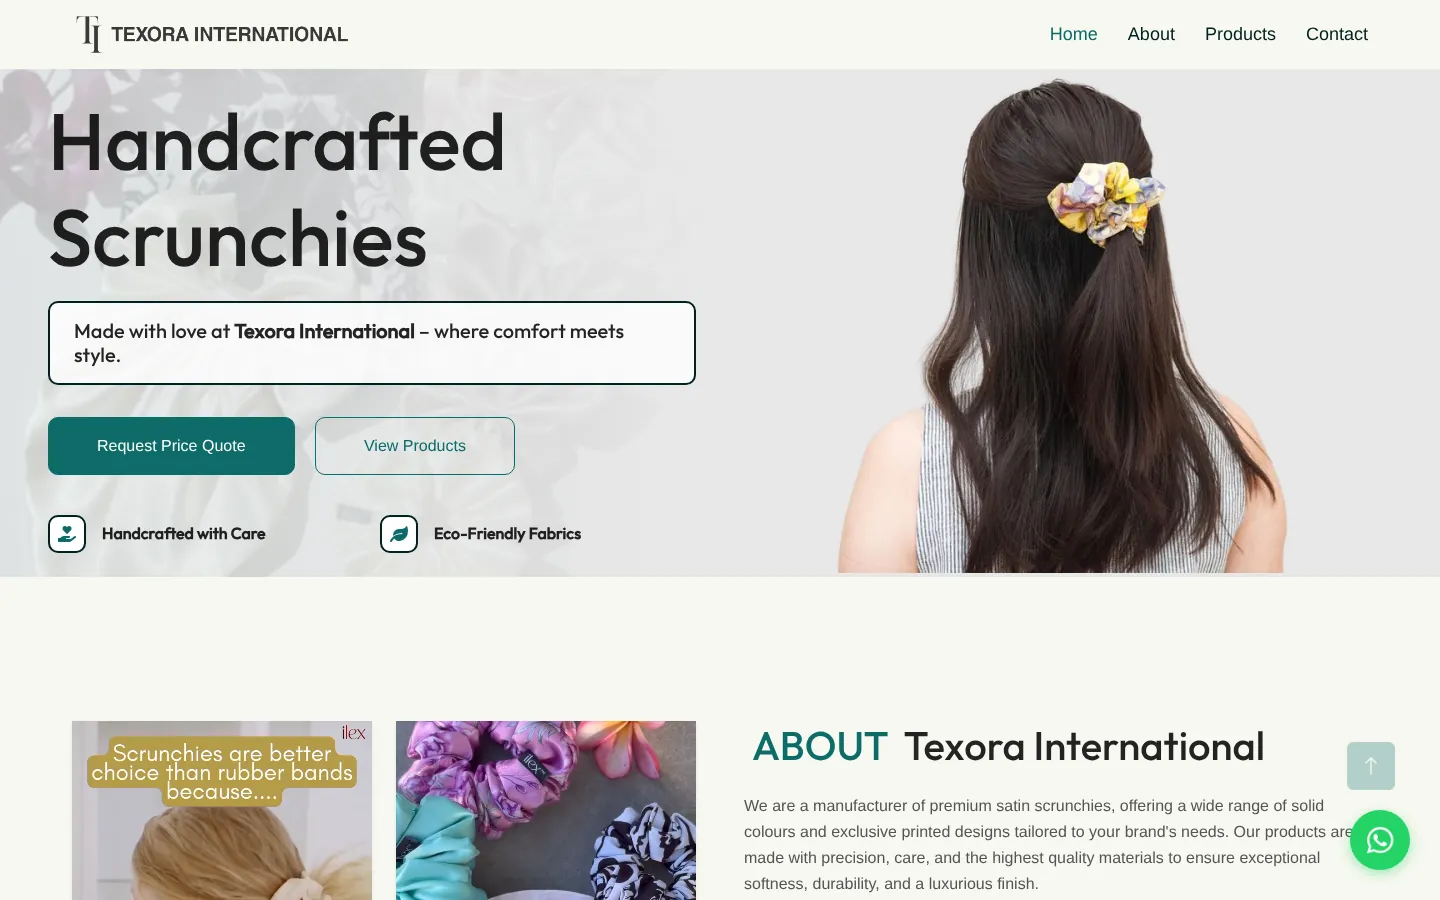 TI TEXORA INTERNATIONAL
Home About Products Contact
Handcrafted
Scrunchies
Made with love at Texora International – where comfort meets
style.
Request Price Quote
View Products
Handcrafted with Care
Eco-Friendly Fabrics
ilex
Scrunchies are better
choice than rubber bands
because....
ilex
ABOUT Texora International
We are a manufacturer of premium satin scrunchies, offering a wide range of solid
colours and exclusive printed designs tailored to your brand's needs. Our products are
made with precision, care, and the highest quality materials to ensure exceptional
softness, durability, and a luxurious finish.